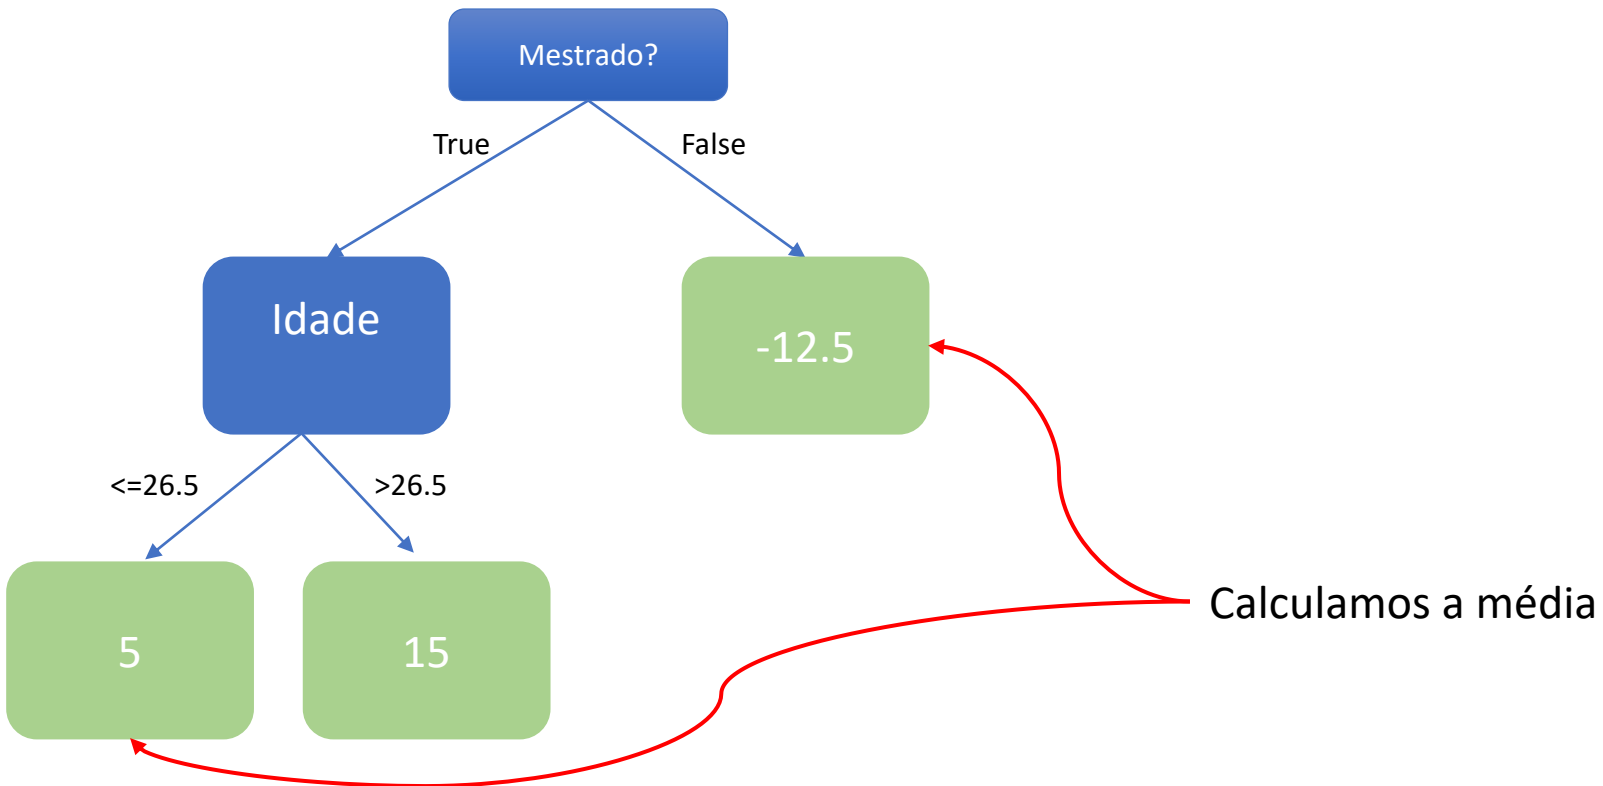 Mestrado?
True
False
Idade
-12.5
<=26.5
>26.5
5
15
Calculamos a média